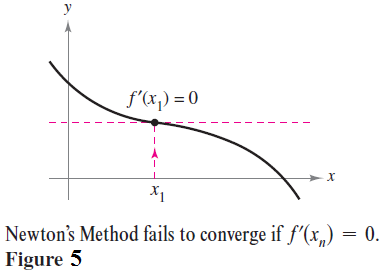 y
f′(x₁) = 0
x
x₁
Newton's Method fails to converge if f′(xₙ) = 0.
Figure 5